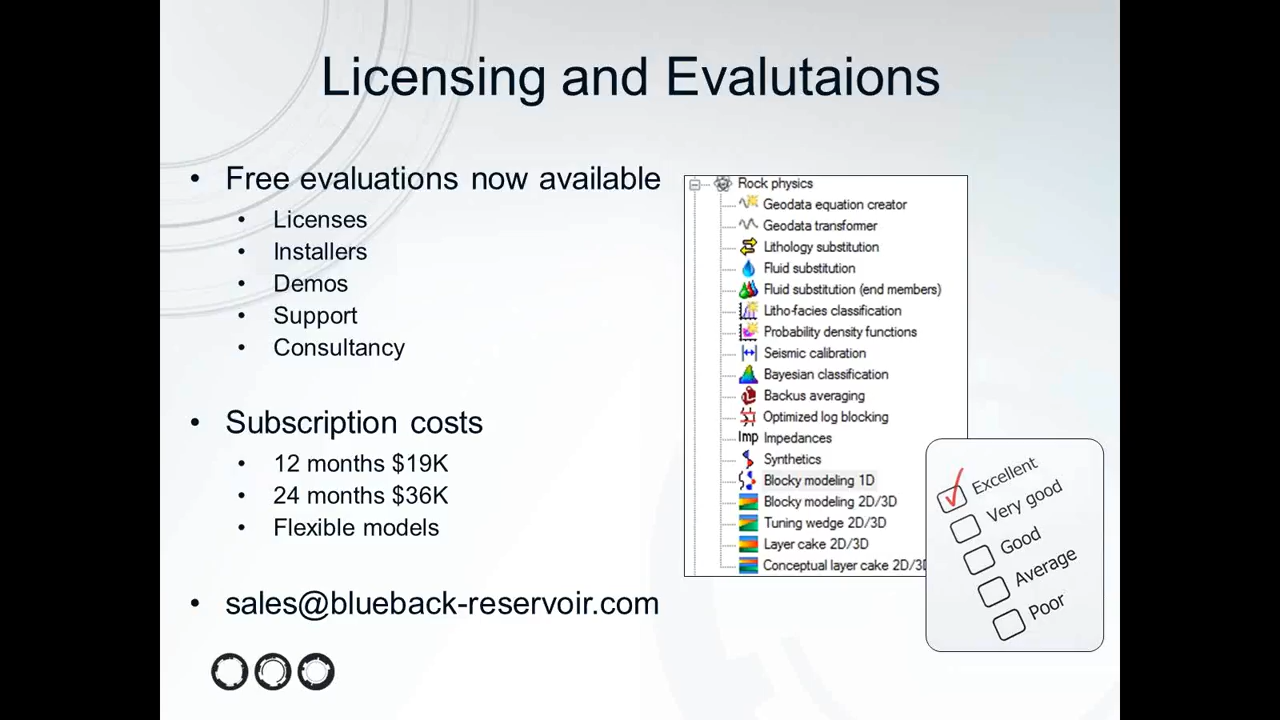 Licensing and Evalutaions
• Free evaluations now available
• Licenses
• Installers
• Demos
• Support
• Consultancy
• Subscription costs
• 12 months $19K
• 24 months $36K
• Flexible models
• sales@blueback-reservoir.com
Rock physics
Geodata equation creator
Geodata transformer
Lithology substitution
Fluid substitution
Fluid substitution (end members)
Litho-facies classification
Probability density functions
Seismic calibration
Bayesian classification
Backus averaging
Optimized log blocking
Imp Impedances
Synthetics
Blocky modeling 1D
Blocky modeling 2D/3D
Tuning wedge 2D/3D
Layer cake 2D/3D
Conceptual layer cake 2D/3D
Excellent
Very good
Good
Average
Poor